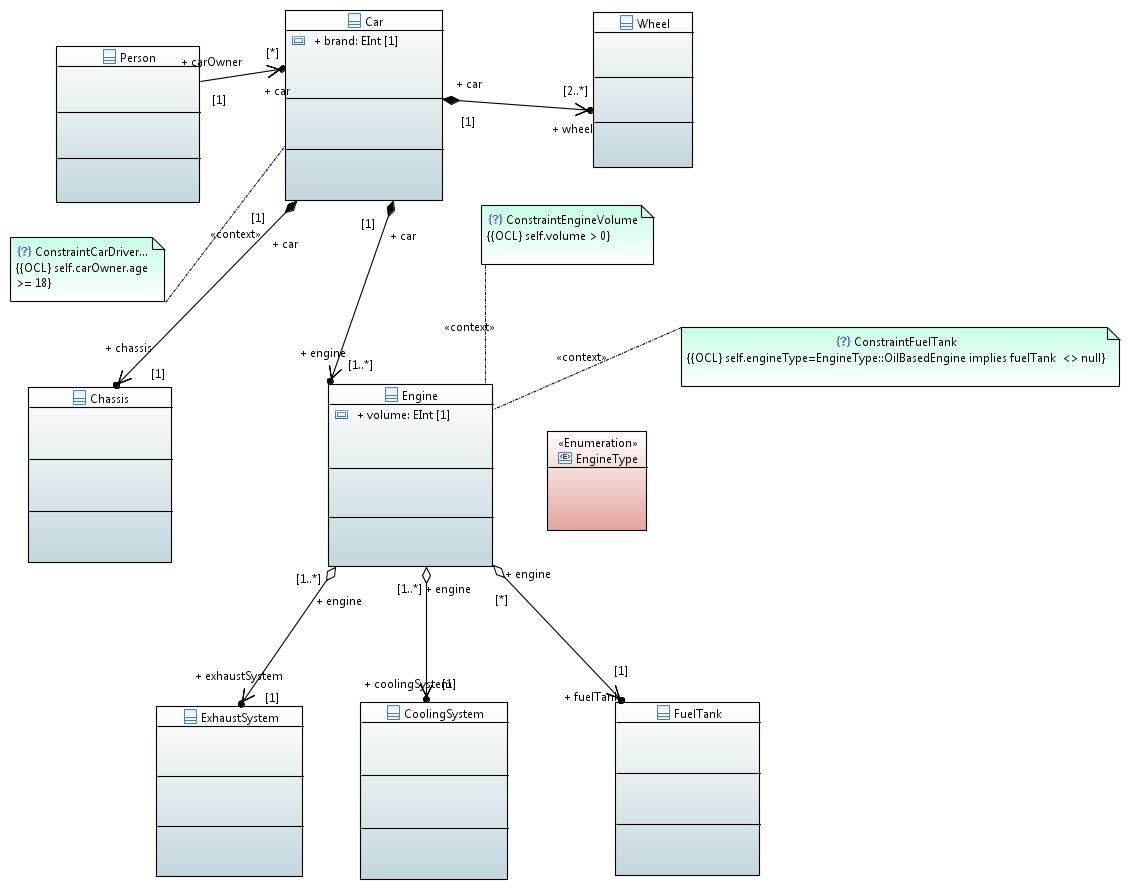 Car
+ brand: EInt [1]
Wheel
Person
+ carOwner
[*]
[1]
+ car
+ car
[1]
[2..*]
+ wheel
{?} ConstraintCarDriver...
{{OCL} self.carOwner.age
>= 18}
«context»
[1]
+ car
[1]
+ car
{?} ConstraintEngineVolume
{{OCL} self.volume > 0}
«context»
+ chassis
[1]
Chassis
+ engine
[1..*]
Engine
+ volume: EInt [1]
«context»
{?} ConstraintFuelTank
{{OCL} self.engineType=EngineType::OilBasedEngine implies fuelTank <> null}
«Enumeration»
<E> EngineType
[1..*]
+ engine
[1..*]
+ engine
+ engine
[*]
+ exhaustSystem
[1]
+ coolingSystem
[1]
[1]
+ fuelTank
ExhaustSystem
CoolingSystem
FuelTank